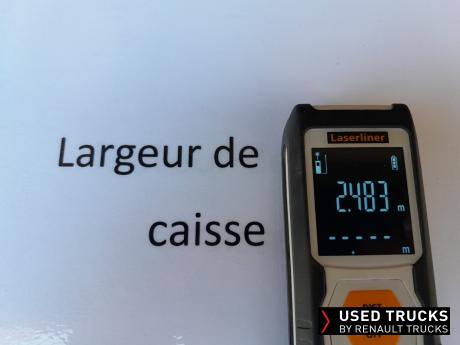 Largeur de
caisse
Laserliner
2.483 m
- - - - . - m
USED TRUCKS
BY RENAULT TRUCKS